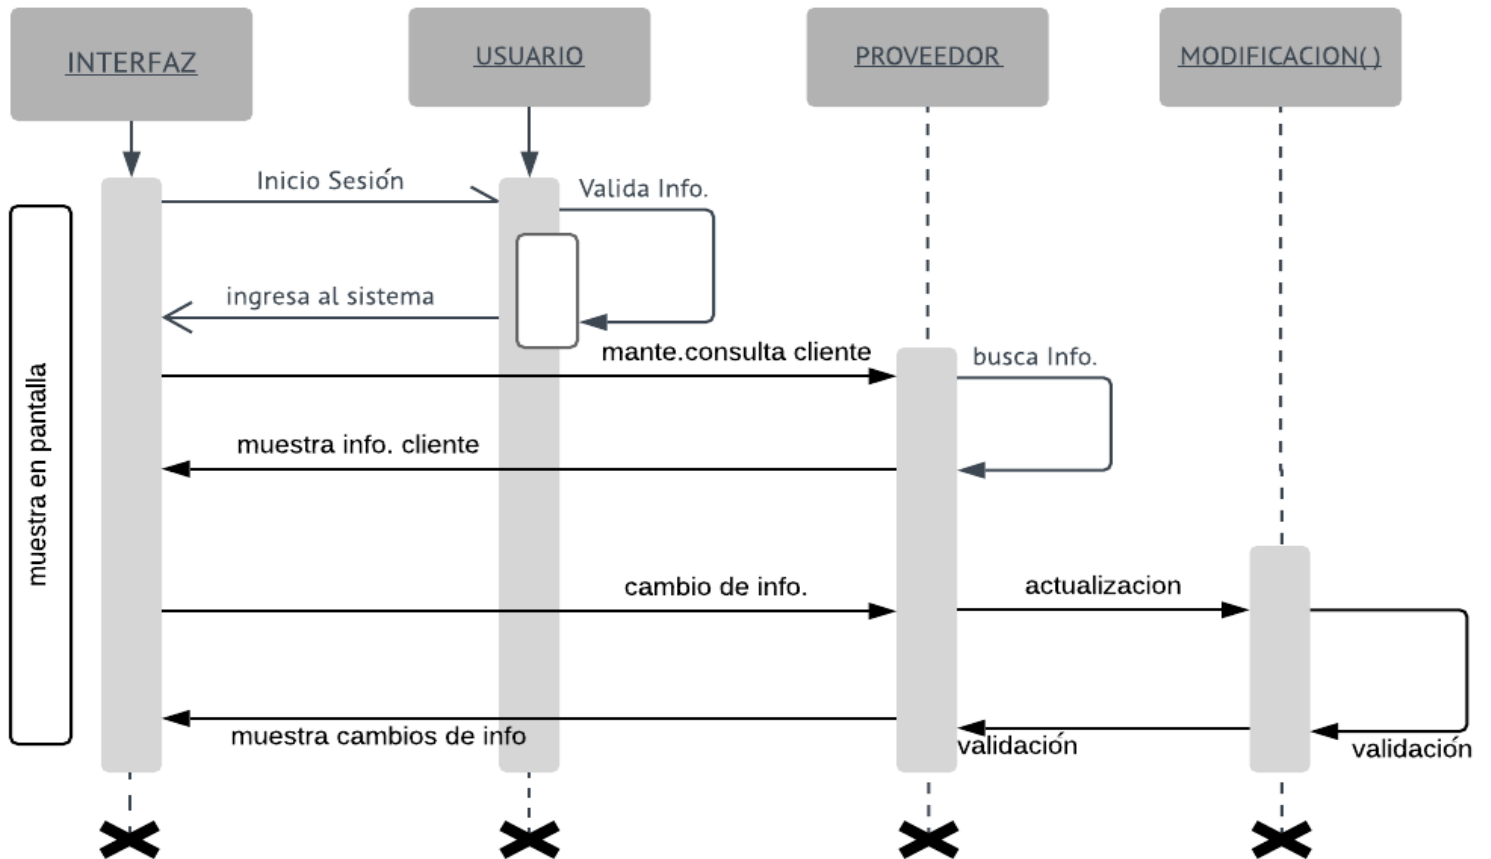 INTERFAZ
USUARIO
PROVEEDOR
MODIFICACION()
Inicio Sesión
Valida Info.
ingresa al sistema
mante.consulta cliente
busca Info.
muestra info. cliente
muestra en pantalla
cambio de info.
actualizacion
muestra cambios de info
validación
validación